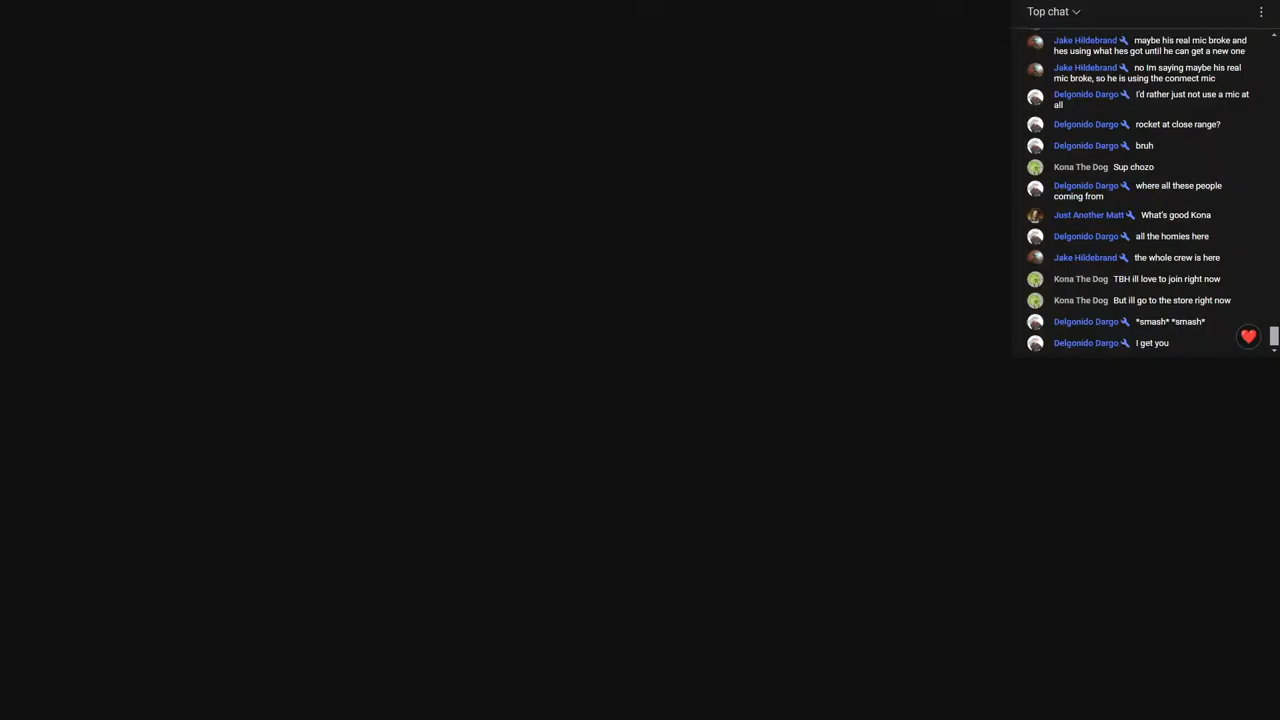 Top chat
Jake Hildebrand maybe his real mic broke and
hes using what hes got until he can get a new one
Jake Hildebrand no Im saying maybe his real
mic broke, so he is using the conmect mic
Delgonido Dargo I'd rather just not use a mic at
all
Delgonido Dargo rocket at close range?
Delgonido Dargo bruh
Kona The Dog Sup chozo
Delgonido Dargo where all these people
coming from
Just Another Matt What's good Kona
Delgonido Dargo all the homies here
Jake Hildebrand the whole crew is here
Kona The Dog TBH ill love to join right now
Kona The Dog But ill go to the store right now
Delgonido Dargo *smash* *smash*
Delgonido Dargo I get you